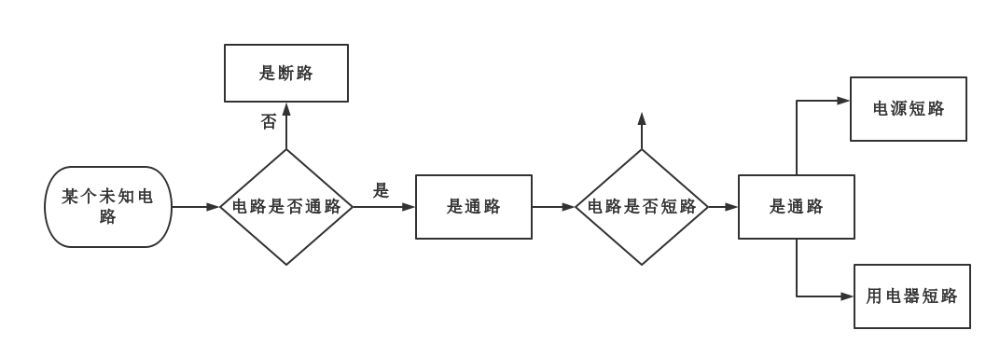 是断路
否
某个未知电
路
电路是否通路
是
是通路
电路是否短路
是通路
电源短路
用电器短路